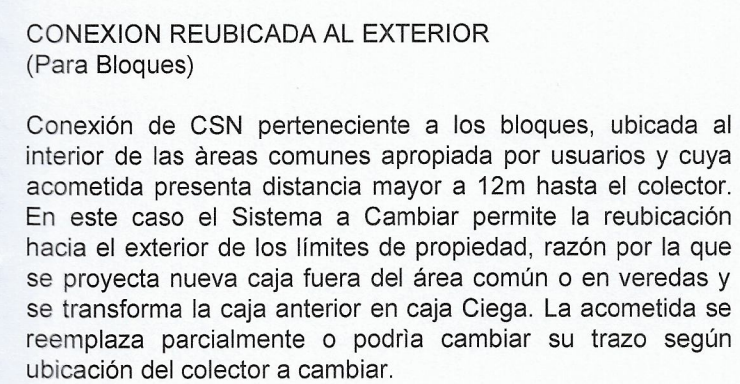 CONEXION REUBICADA AL EXTERIOR
(Para Bloques)
Conexión de CSN perteneciente a los bloques, ubicada al
interior de las àreas comunes apropiada por usuarios y cuya
acometida presenta distancia mayor a 12m hasta el colector.
En este caso el Sistema a Cambiar permite la reubicación
hacia el exterior de los límites de propiedad, razón por la que
se proyecta nueva caja fuera del área común o en veredas y
se transforma la caja anterior en caja Ciega. La acometida se
reemplaza parcialmente o podrìa cambiar su trazo según
ubicación del colector a cambiar.